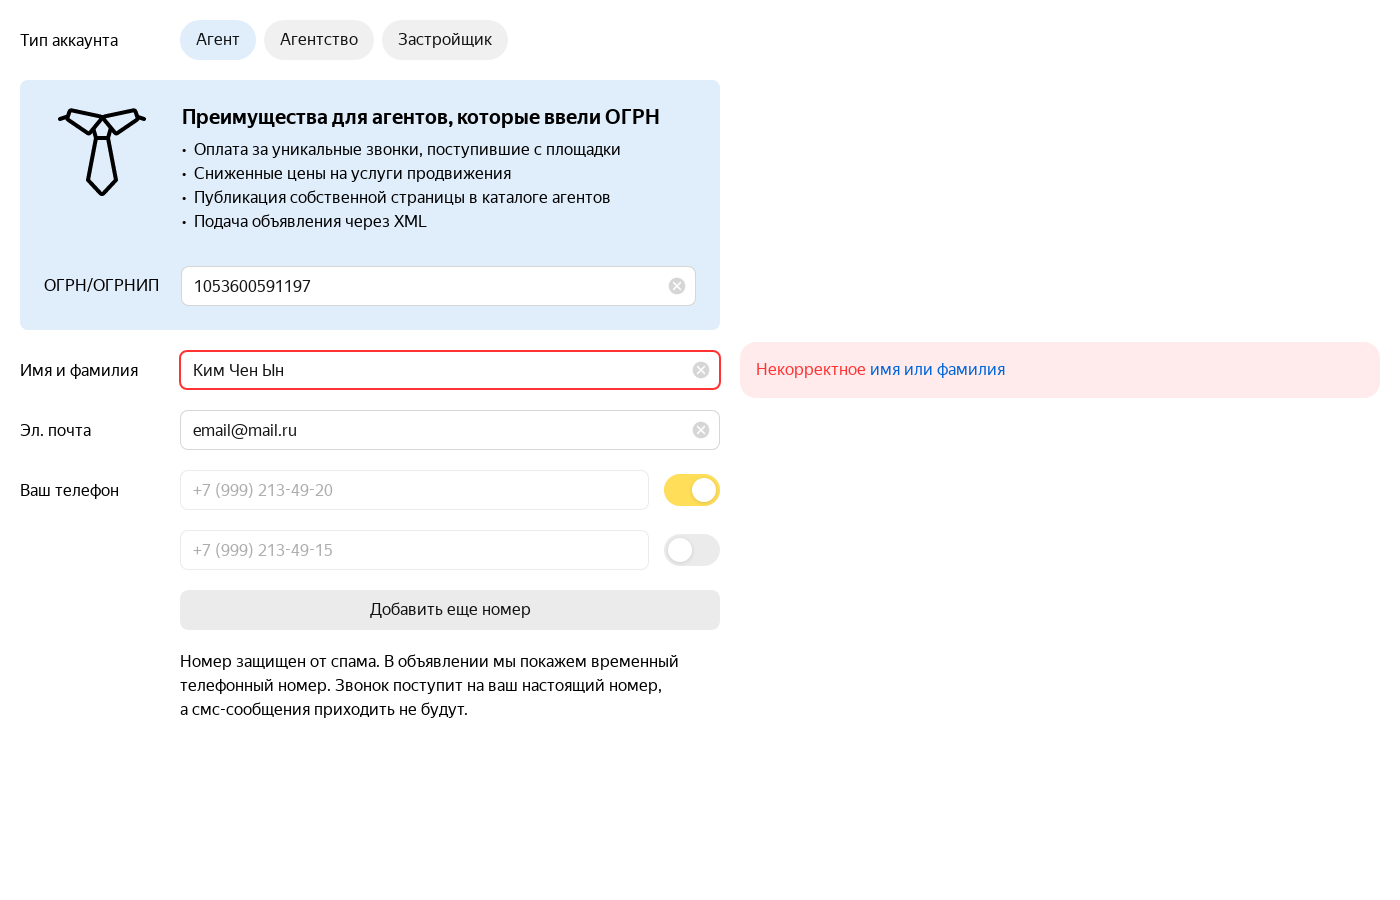 Тип аккаунта
Агент
Агентство
Застройщик
Преимущества для агентов, которые ввели ОГРН
• Оплата за уникальные звонки, поступившие с площадки
• Сниженные цены на услуги продвижения
• Публикация собственной страницы в каталоге агентов
• Подача объявления через XML
ОГРН/ОГРНИП
1053600591197
Имя и фамилия
Ким Чен Ын
Некорректное имя или фамилия
Эл. почта
email@mail.ru
Ваш телефон
+7 (999) 213-49-20
+7 (999) 213-49-15
Добавить еще номер
Номер защищен от спама. В объявлении мы покажем временный
телефонный номер. Звонок поступит на ваш настоящий номер,
а смс-сообщения приходить не будут.